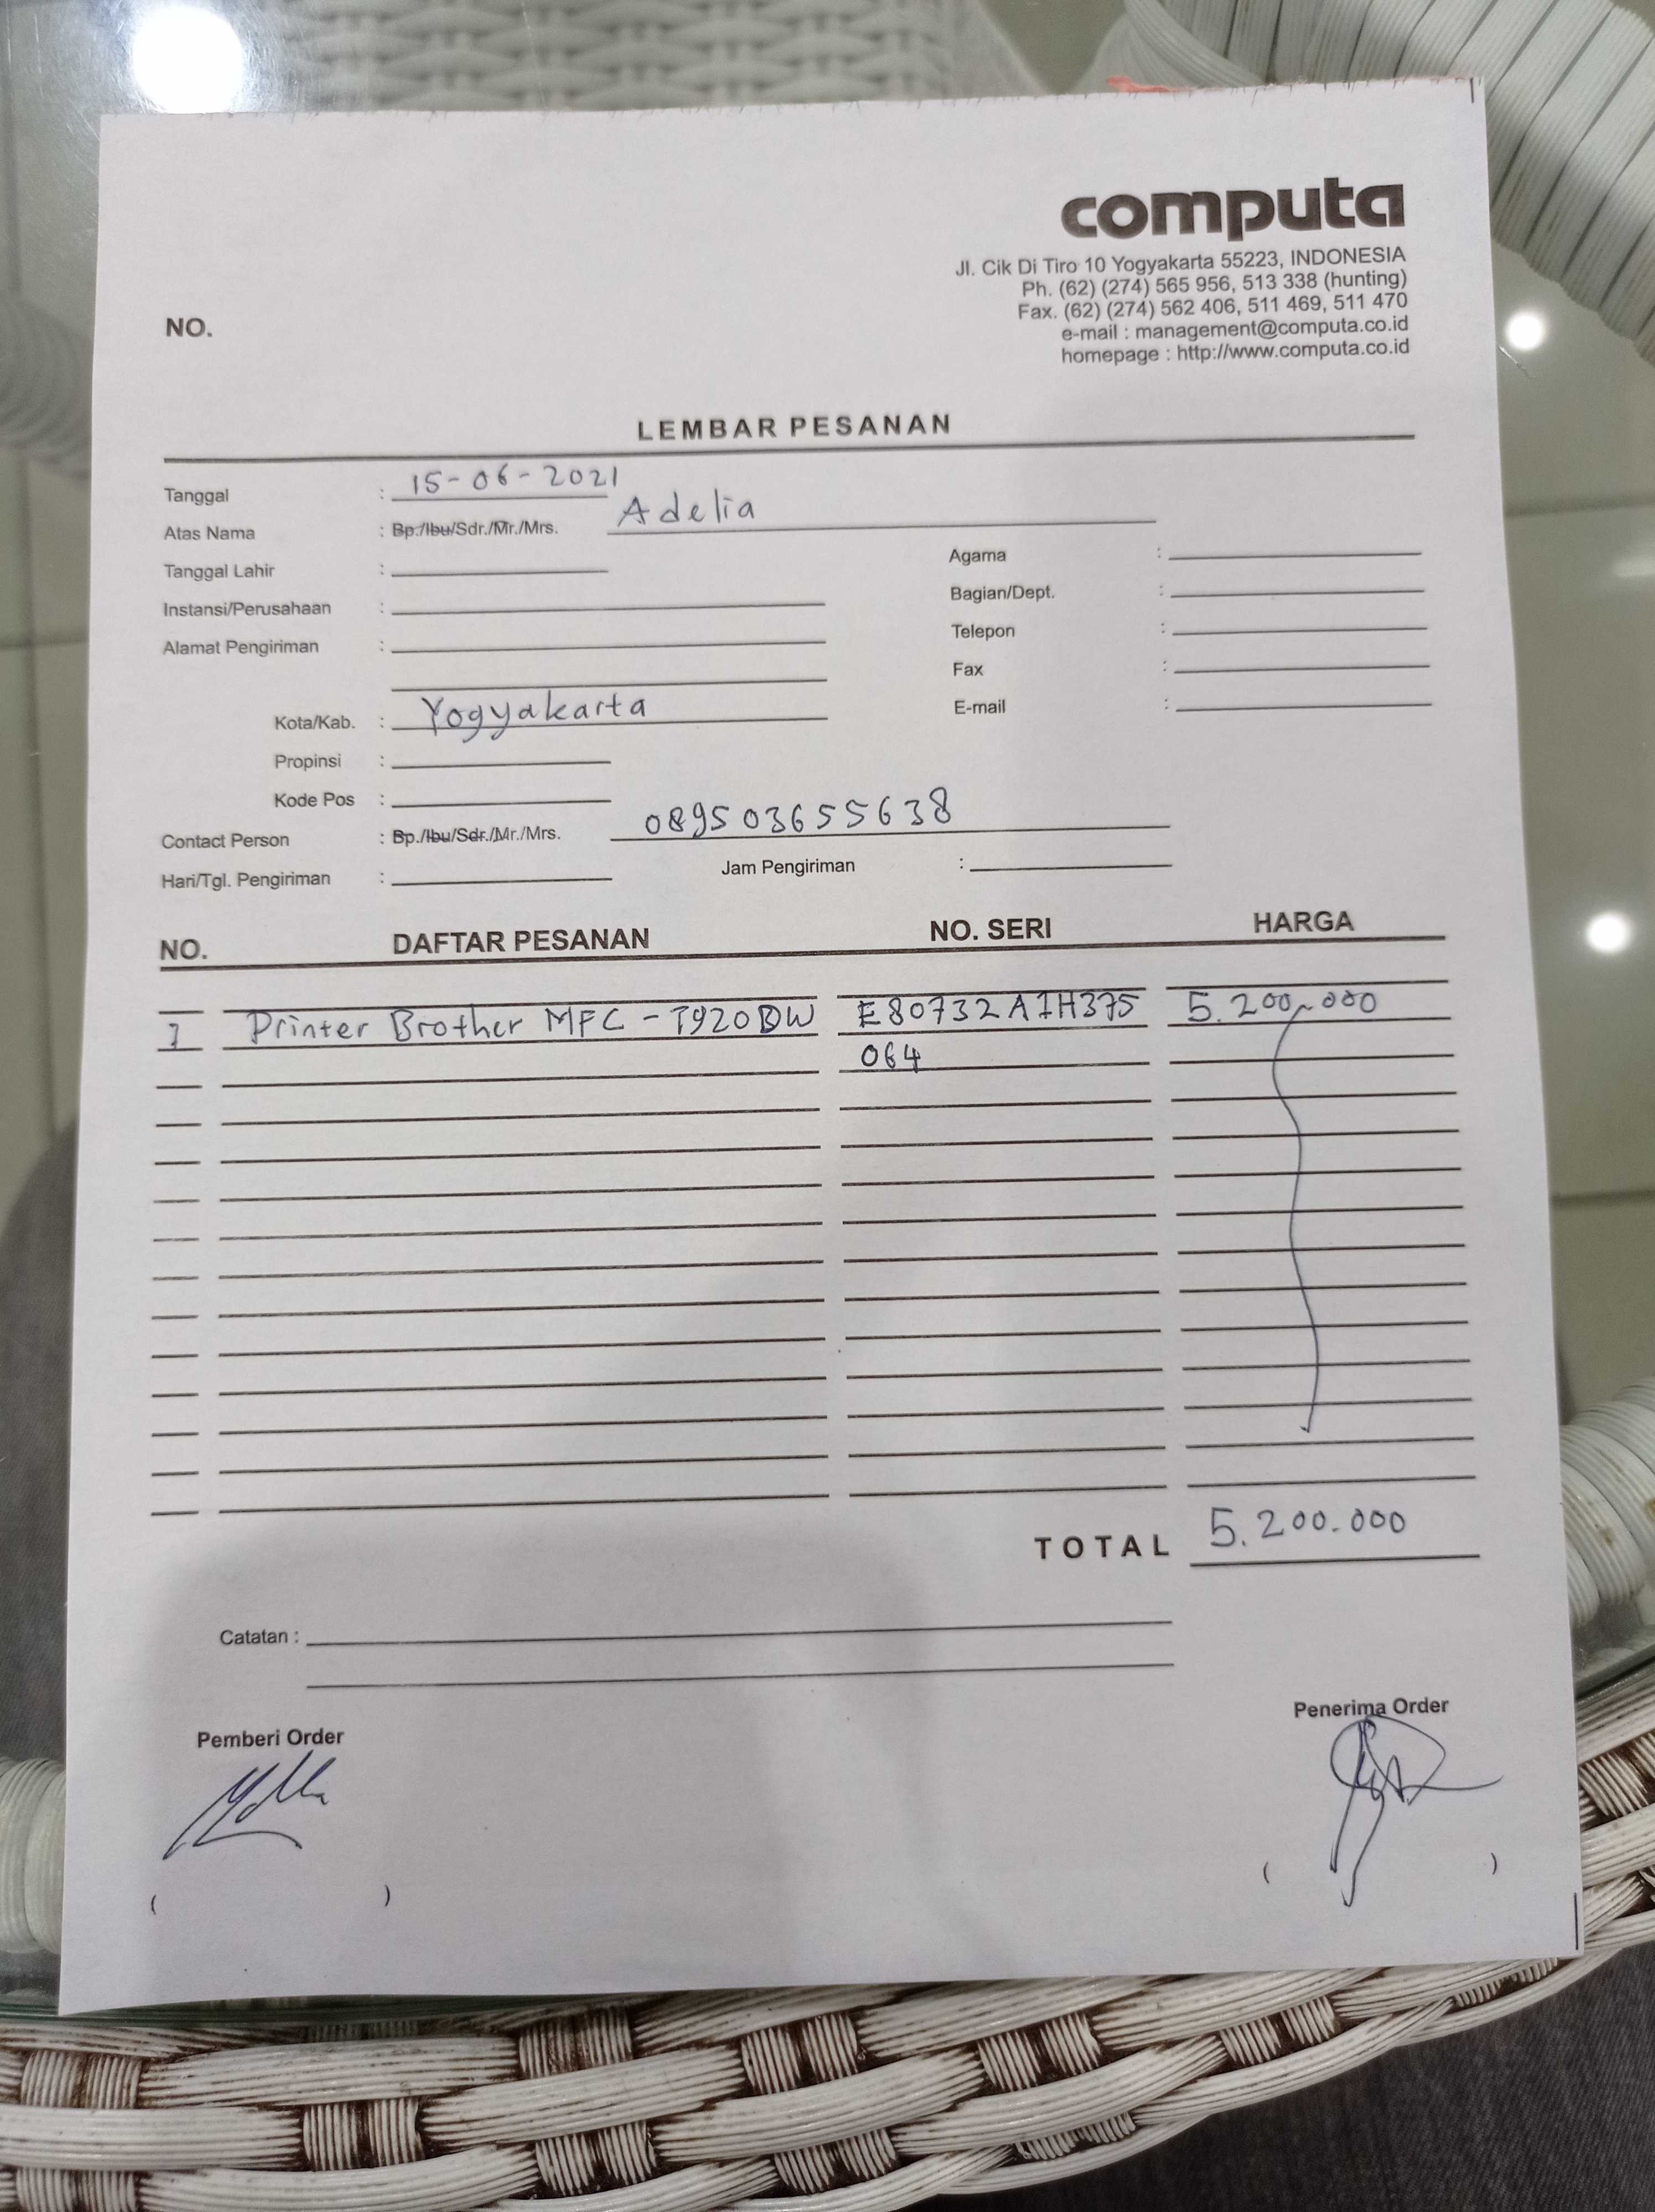 computa
Jl. Cik Di Tiro 10 Yogyakarta 55223, INDONESIA
Ph. (62) (274) 565 956, 513 338 (hunting)
Fax. (62) (274) 562 406, 511 469, 511 470
e-mail : management@computa.co.id
homepage : http://www.computa.co.id
NO.
LEMBAR PESANAN
Tanggal : 15-06-2021
Atas Nama : Bp./Ibu/Sdr./Mr./Mrs. Adelia
Tanggal Lahir :
Agama :
Instansi/Perusahaan :
Bagian/Dept. :
Alamat Pengiriman :
Telepon :
Fax :
Kota/Kab. : Yogyakarta
E-mail :
Propinsi :
Kode Pos :
Contact Person : Bp./Ibu/Sdr./Mr./Mrs. 089503655638
Hari/Tgl. Pengiriman : Jam Pengiriman :
NO. DAFTAR PESANAN NO. SERI HARGA
1 Printer Brother MFC - T920DW E80732A1H375 5.200.000
064
TOTAL 5.200.000
Catatan :
Pemberi Order Penerima Order
( ) ( )